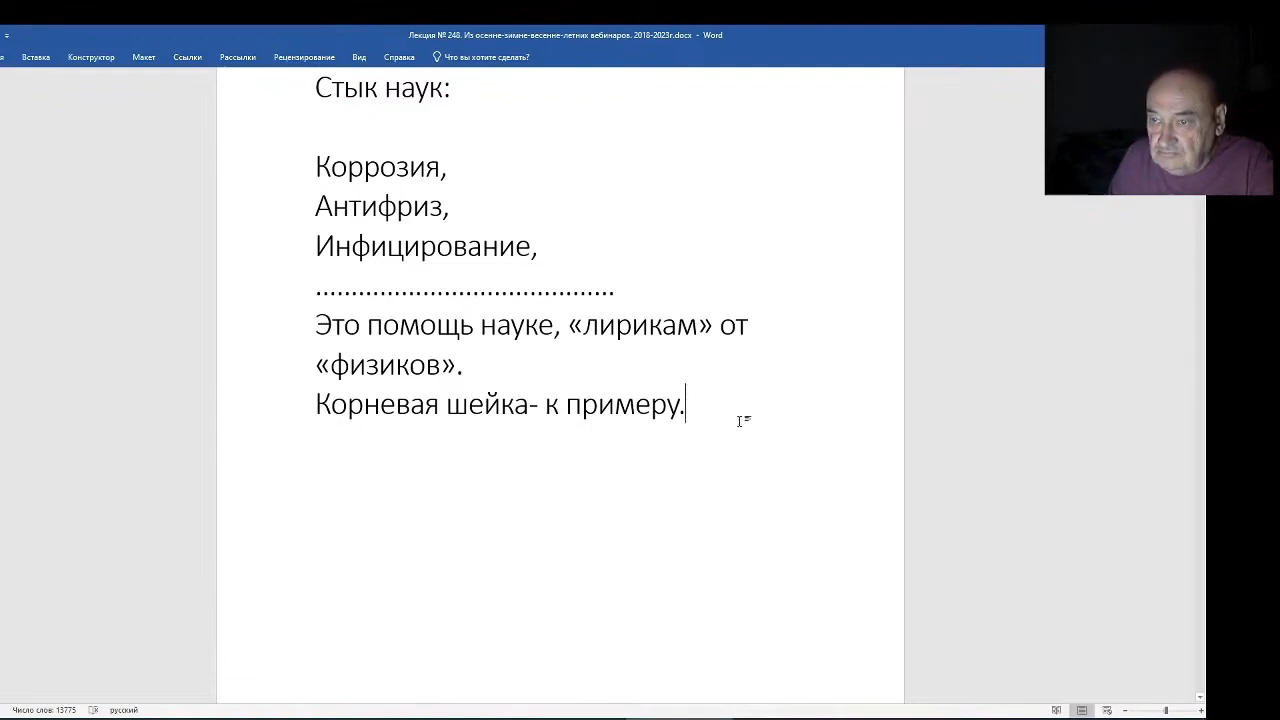 Лекция № 248. Из осенне-зимне-весенне-летних вебинаров. 2018-2023г.docx - Word
я Вставка Конструктор Макет Ссылки Рассылки Рецензирование Вид Справка Что вы хотите сделать?
Стык наук:
Коррозия,
Антифриз,
Инфицирование,
..........................................
Это помощь науке, «лирикам» от
«физиков».
Корневая шейка- к примеру.
Число слов: 13775 русский